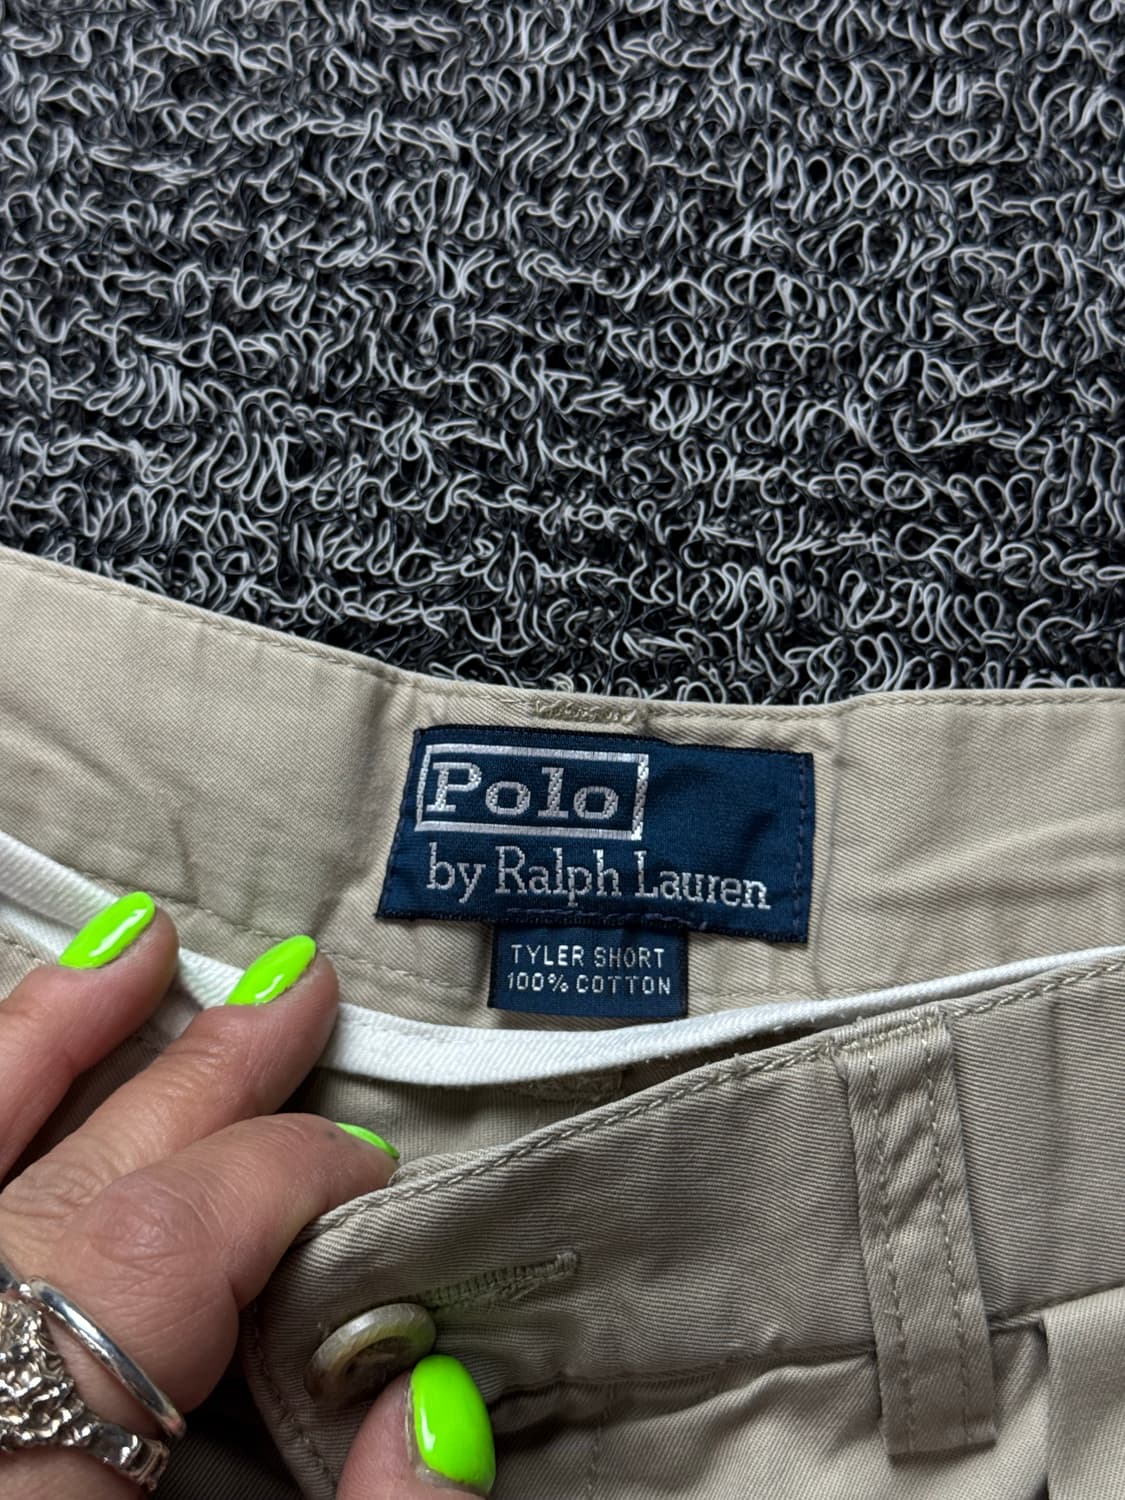 Polo
by Ralph Lauren
TYLER SHORT
100% COTTON